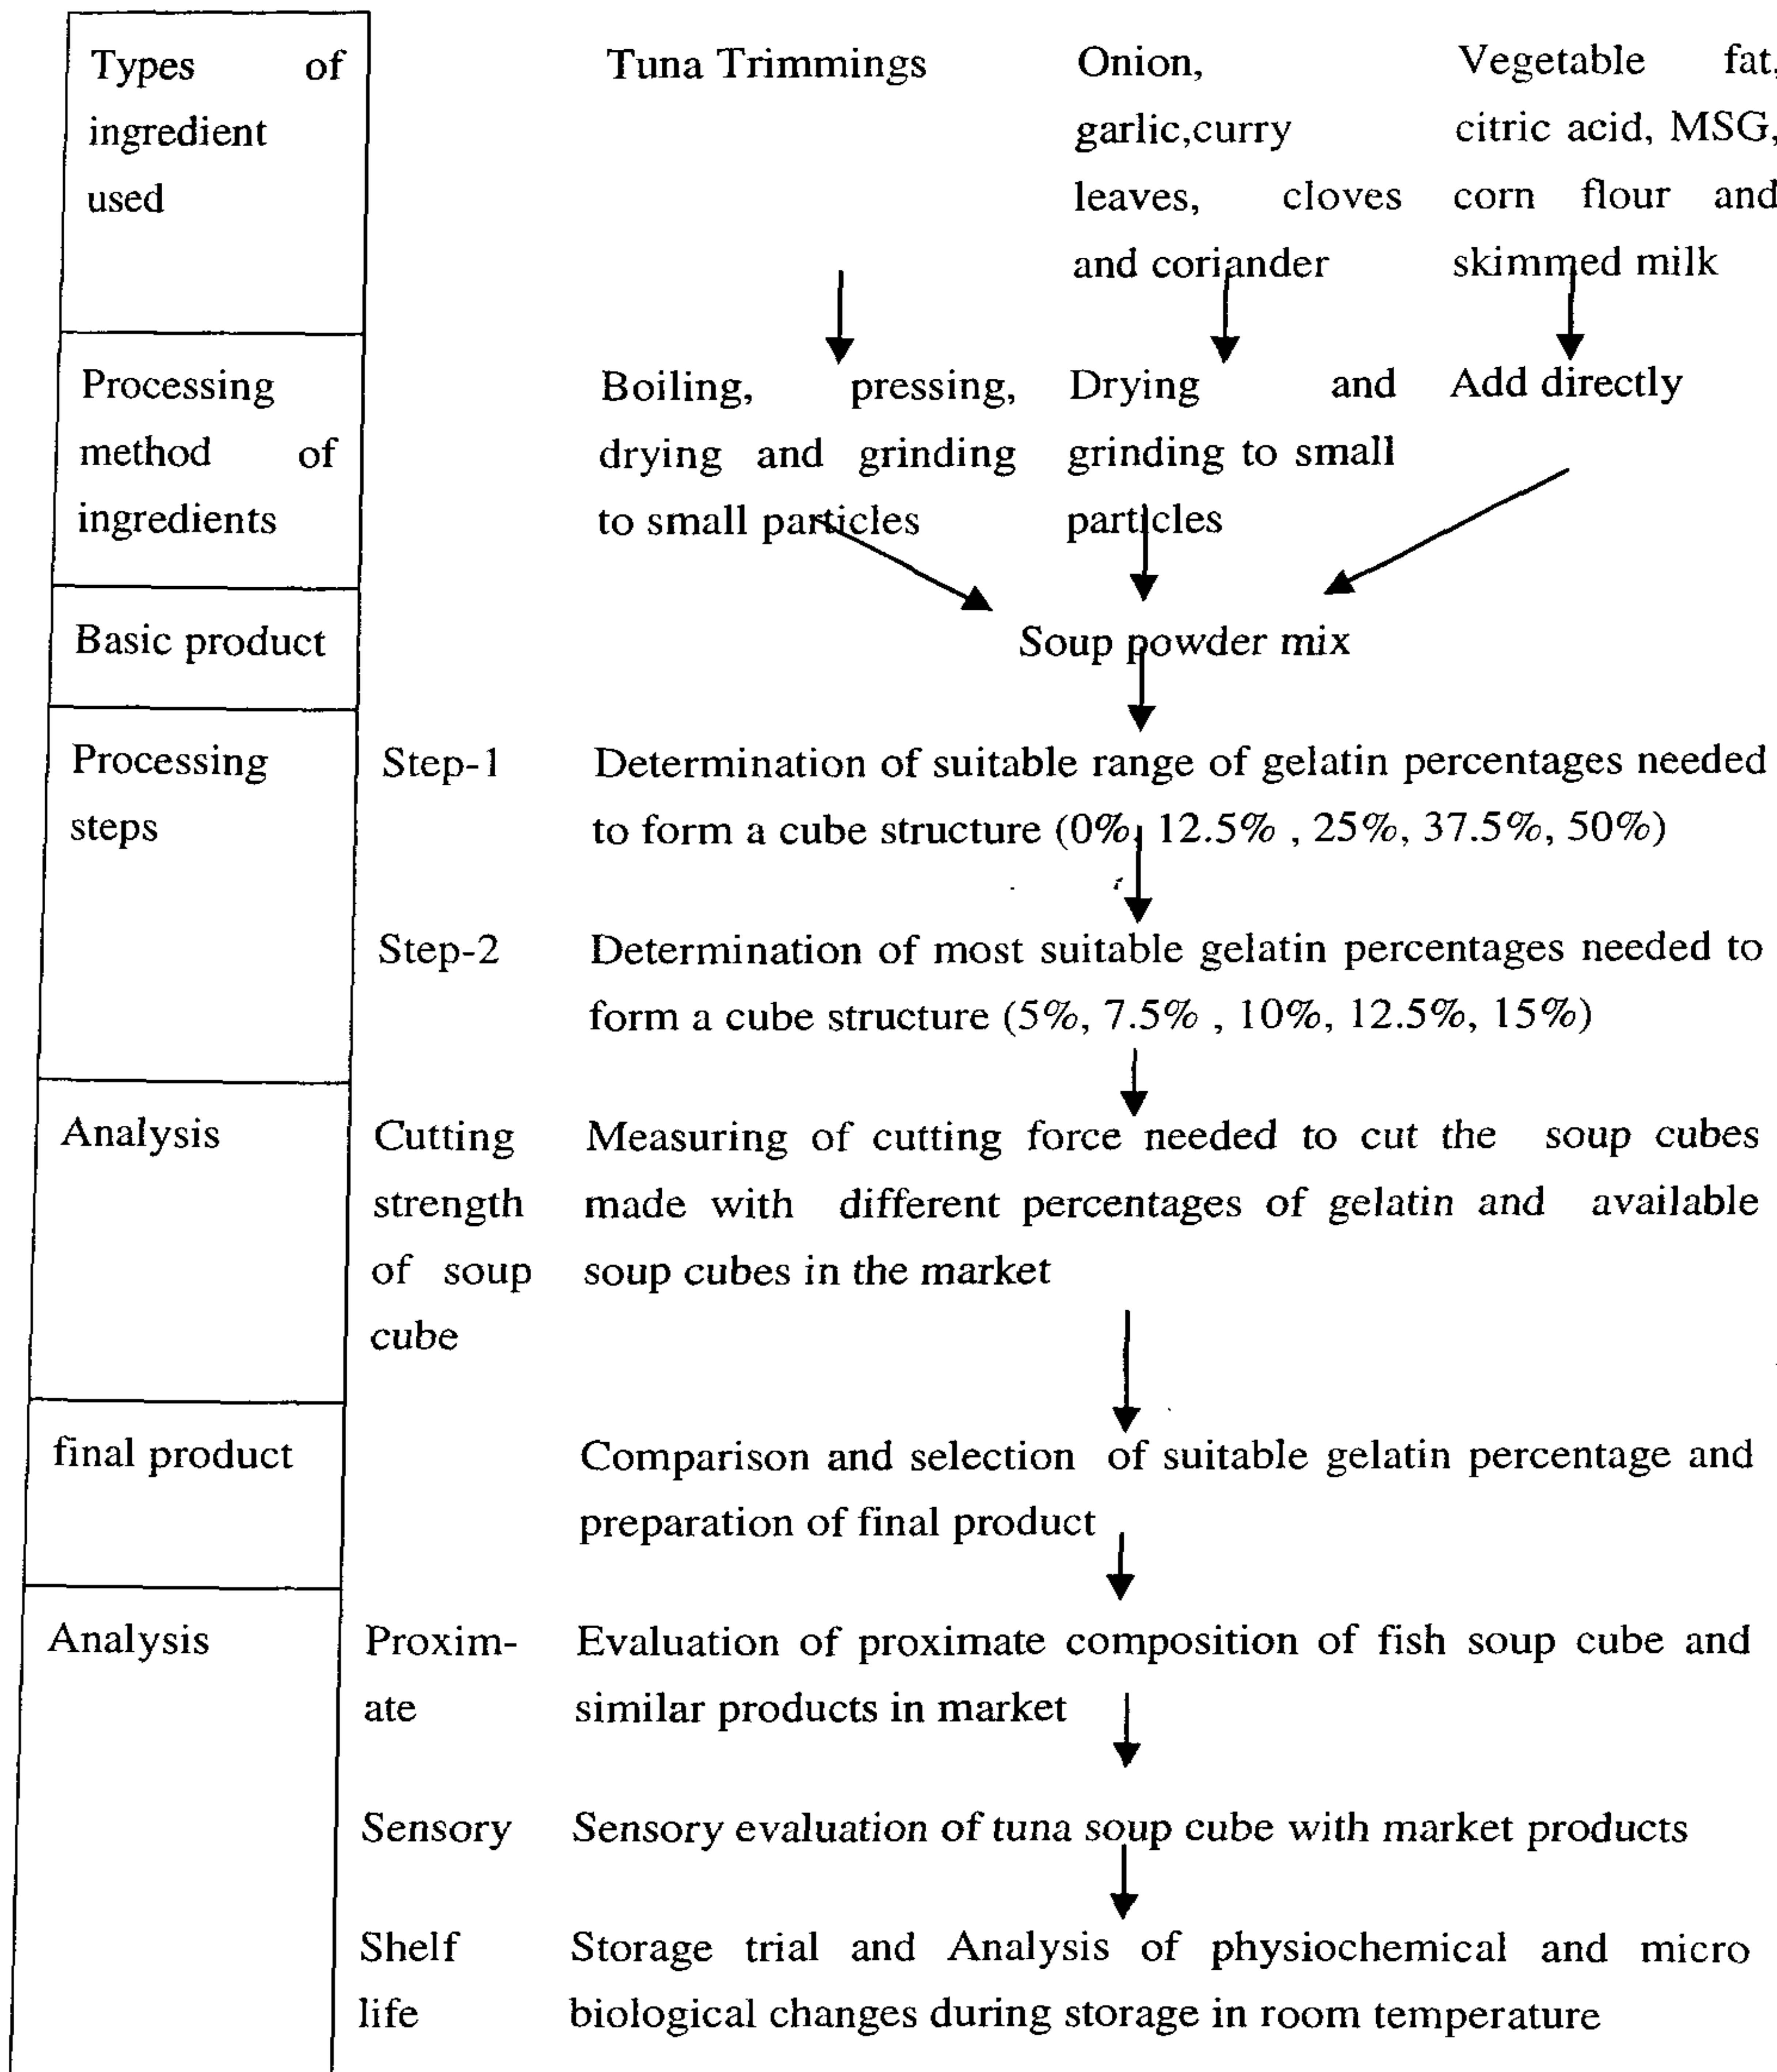 Types of
ingredient
used
Tuna Trimmings
Onion,
garlic,curry
leaves, cloves
and coriander
Vegetable fat,
citric acid, MSG,
corn flour and
skimmed milk
Processing
method of
ingredients
Boiling, pressing,
drying and grinding
to small particles
Drying and
grinding to small
particles
Add directly
Basic product
Soup powder mix
Processing
steps
Step-1
Determination of suitable range of gelatin percentages needed
to form a cube structure (0%, 12.5% , 25%, 37.5%, 50%)
Step-2
Determination of most suitable gelatin percentages needed to
form a cube structure (5%, 7.5% , 10%, 12.5%, 15%)
Analysis
Cutting
strength
of soup
cube
Measuring of cutting force needed to cut the soup cubes
made with different percentages of gelatin and available
soup cubes in the market
final product
Comparison and selection of suitable gelatin percentage and
preparation of final product
Analysis
Proxim-
ate
Evaluation of proximate composition of fish soup cube and
similar products in market
Sensory
Sensory evaluation of tuna soup cube with market products
Shelf
life
Storage trial and Analysis of physiochemical and micro
biological changes during storage in room temperature